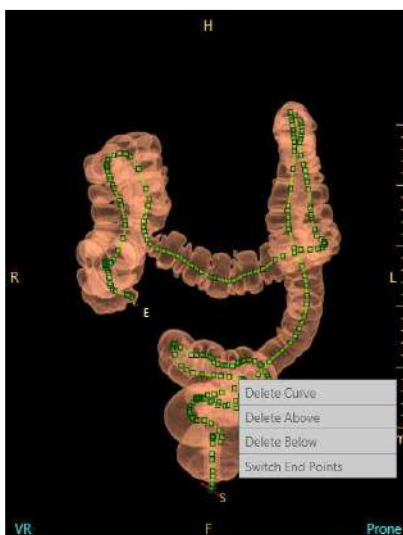 H
R
L
E
Delete Curve
Delete Above
Delete Below
Switch End Points
S
VR
F
Prone